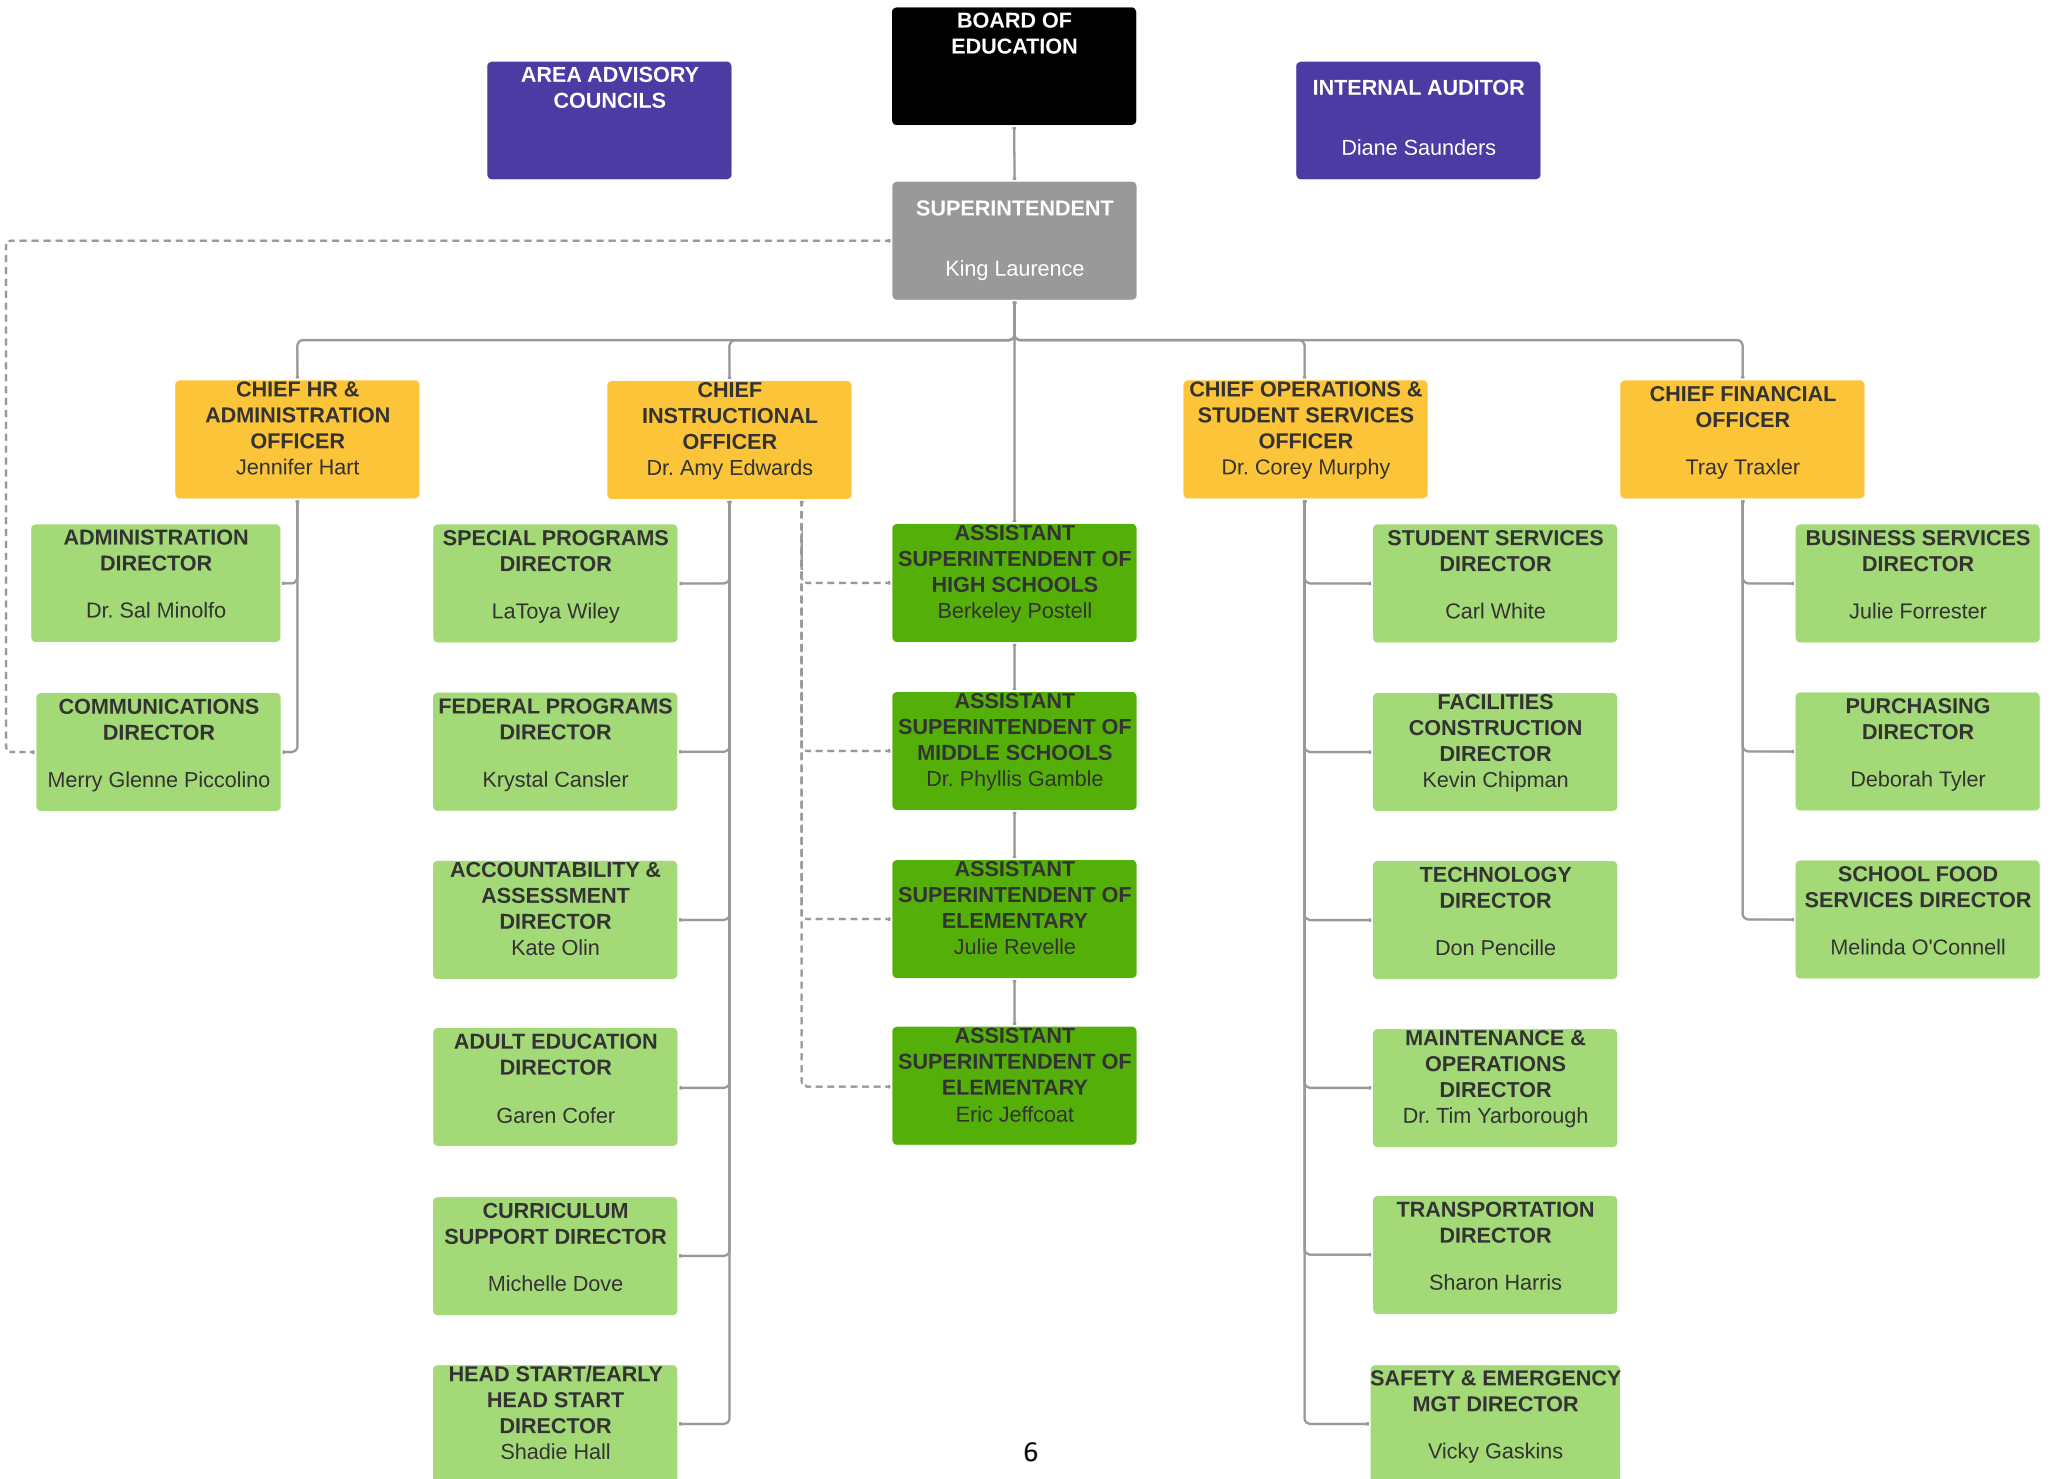 BOARD OF
EDUCATION
AREA ADVISORY
COUNCILS
INTERNAL AUDITOR
Diane Saunders
SUPERINTENDENT
King Laurence
CHIEF HR &
ADMINISTRATION
OFFICER
Jennifer Hart
CHIEF
INSTRUCTIONAL
OFFICER
Dr. Amy Edwards
CHIEF OPERATIONS &
STUDENT SERVICES
OFFICER
Dr. Corey Murphy
CHIEF FINANCIAL
OFFICER
Tray Traxler
ADMINISTRATION
DIRECTOR
Dr. Sal Minolfo
SPECIAL PROGRAMS
DIRECTOR
LaToya Wiley
ASSISTANT
SUPERINTENDENT OF
HIGH SCHOOLS
Berkeley Postell
STUDENT SERVICES
DIRECTOR
Carl White
BUSINESS SERVICES
DIRECTOR
Julie Forrester
COMMUNICATIONS
DIRECTOR
Merry Glenne Piccolino
FEDERAL PROGRAMS
DIRECTOR
Krystal Cansler
ASSISTANT
SUPERINTENDENT OF
MIDDLE SCHOOLS
Dr. Phyllis Gamble
FACILITIES
CONSTRUCTION
DIRECTOR
Kevin Chipman
PURCHASING
DIRECTOR
Deborah Tyler
ACCOUNTABILITY &
ASSESSMENT
DIRECTOR
Kate Olin
ASSISTANT
SUPERINTENDENT OF
ELEMENTARY
Julie Revelle
TECHNOLOGY
DIRECTOR
Don Pencille
SCHOOL FOOD
SERVICES DIRECTOR
Melinda O'Connell
ADULT EDUCATION
DIRECTOR
Garen Cofer
ASSISTANT
SUPERINTENDENT OF
ELEMENTARY
Eric Jeffcoat
MAINTENANCE &
OPERATIONS
DIRECTOR
Dr. Tim Yarborough
CURRICULUM
SUPPORT DIRECTOR
Michelle Dove
TRANSPORTATION
DIRECTOR
Sharon Harris
HEAD START/EARLY
HEAD START
DIRECTOR
Shadie Hall
SAFETY & EMERGENCY
MGT DIRECTOR
Vicky Gaskins
6